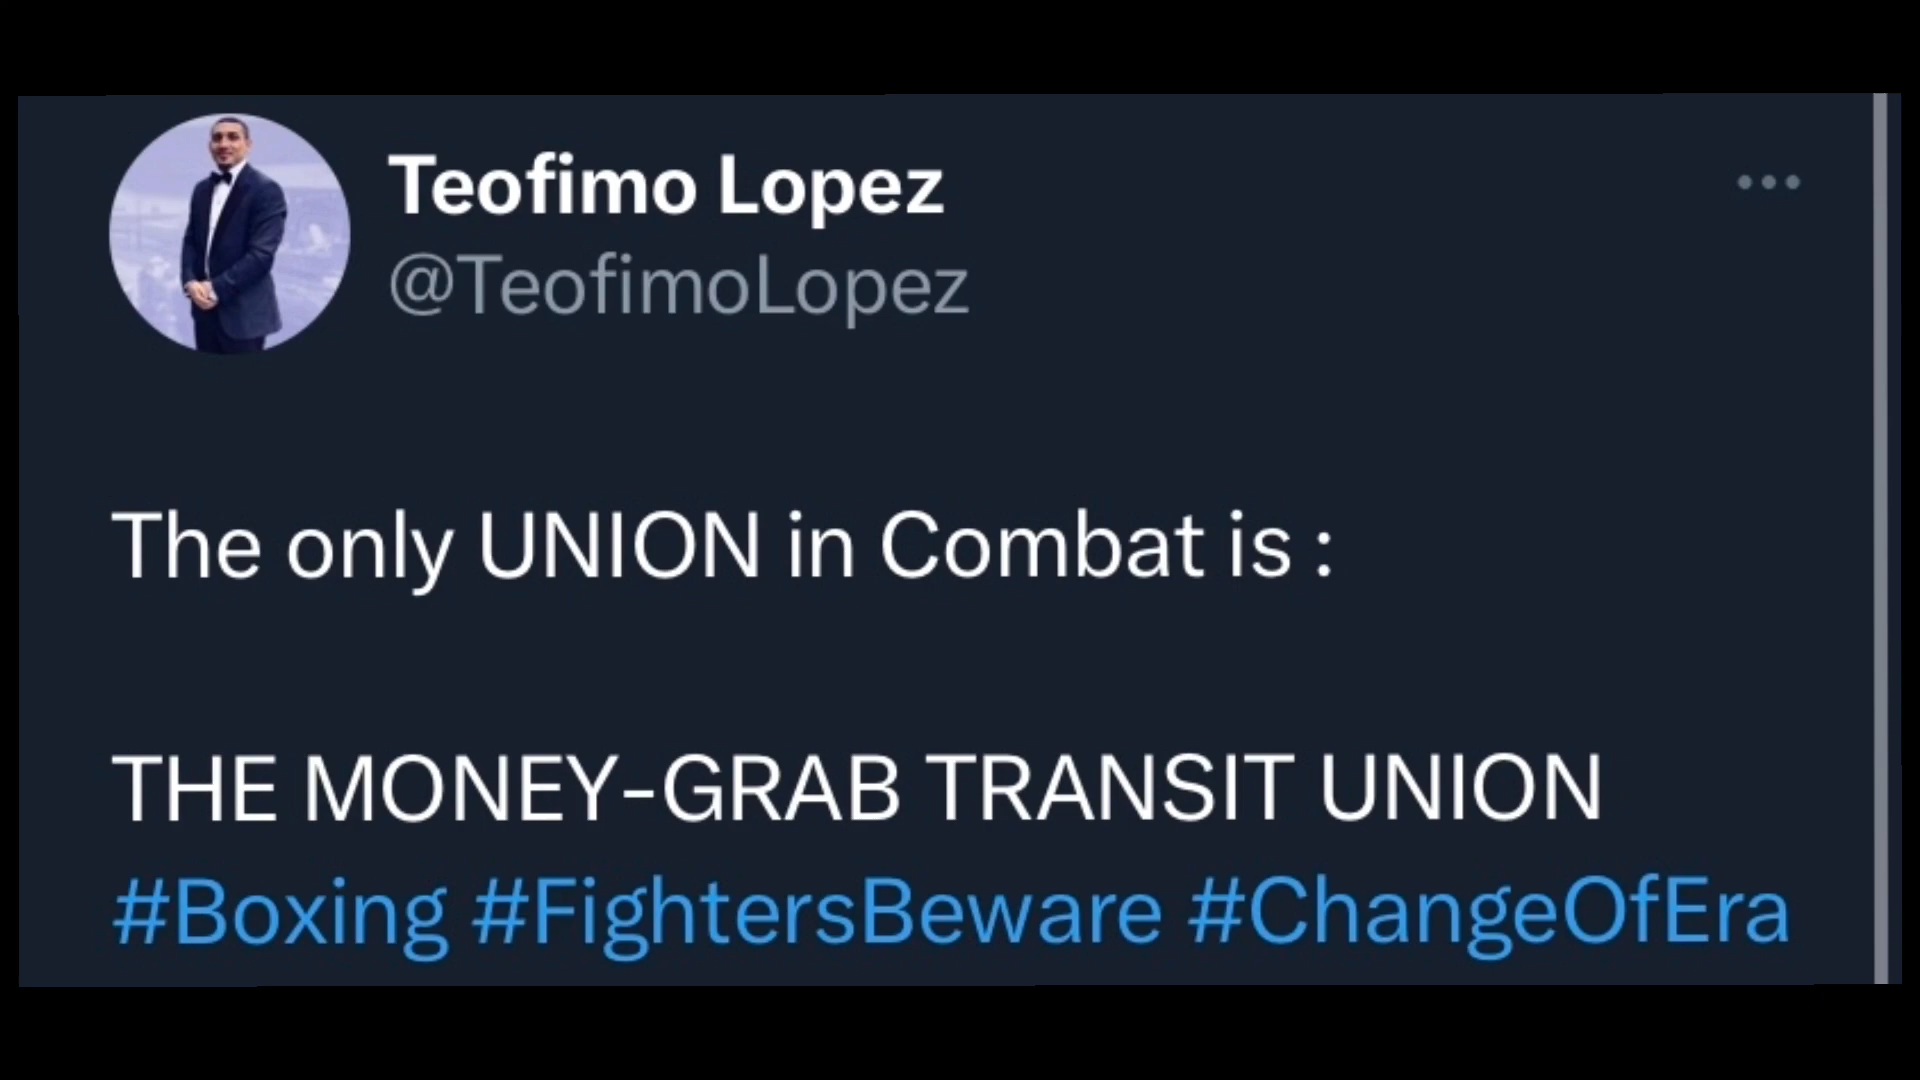 Teofimo Lopez
@TeofimoLopez
The only UNION in Combat is :
THE MONEY-GRAB TRANSIT UNION
#Boxing #FightersBeware #ChangeOfEra